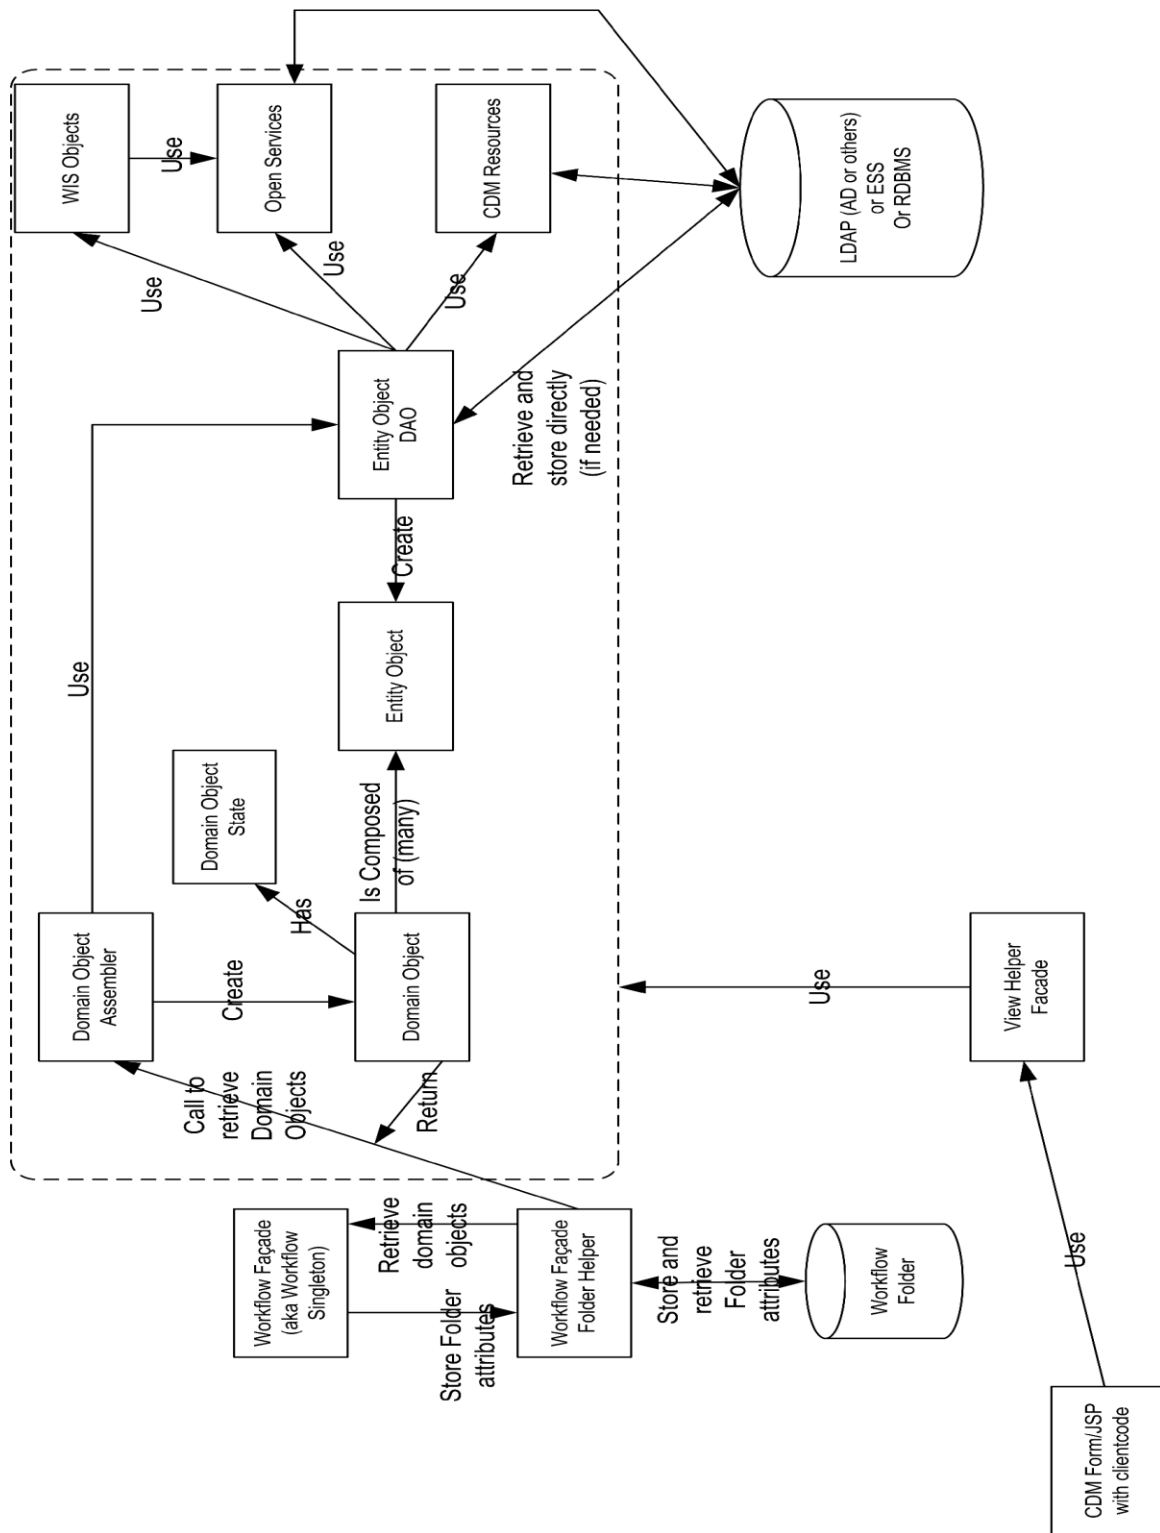 WIS Objects
Use
Open Services
CDM Resources
Use
Use
Use
LDAP (AD or others)
or ESS
Or RDBMS
Entity Object
DAO
Retrieve and
store directly
(if needed)
Create
Use
Entity Object
Domain Object
State
Is Composed
of (many)
Has
Domain Object
Assembler
Create
Domain Object
Use
View Helper
Facade
Call to
retrieve
Domain
Objects
Return
Workflow Façade
(aka Workflow
Singleton)
Retrieve
domain
objects
Store Folder
attributes
Workflow Façade
Folder Helper
Store and
retrieve
Folder
attributes
Workflow
Folder
Use
CDM Form/JSP
with clientcode